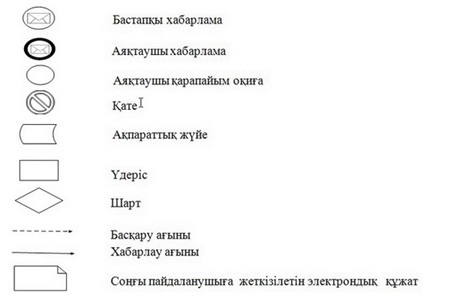 Бастапқы хабарлама
Аяқтаушы хабарлама
Аяқтаушы қарапайым оқиға
Қате
Ақпараттық жүйе
Үдеріс
Шарт
Басқару ағыны
Хабарлау ағыны
Соңғы пайдаланушыға жеткізілетін электрондық құжат